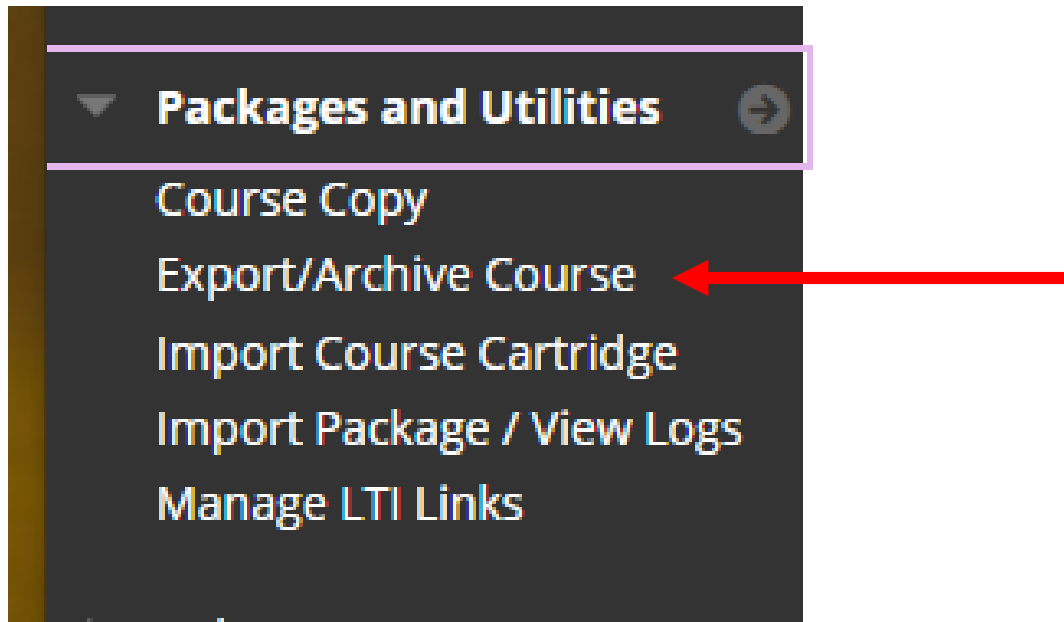 Packages and Utilities
Course Copy
Export/Archive Course
Import Course Cartridge
Import Package / View Logs
Manage LTI Links